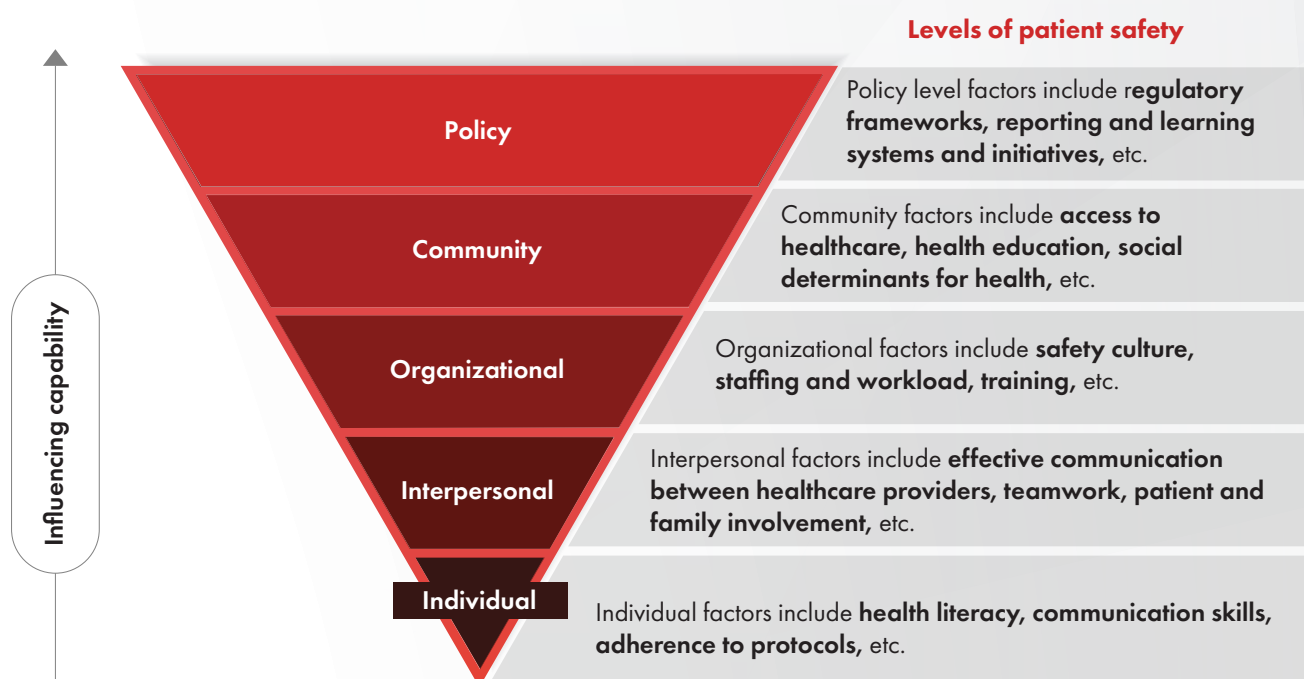 Levels of patient safety
Influencing capability
Policy
Policy level factors include regulatory
frameworks, reporting and learning
systems and initiatives, etc.
Community
Community factors include access to
healthcare, health education, social
determinants for health, etc.
Organizational
Organizational factors include safety culture,
staffing and workload, training, etc.
Interpersonal
Interpersonal factors include effective communication
between healthcare providers, teamwork, patient and
family involvement, etc.
Individual
Individual factors include health literacy, communication skills,
adherence to protocols, etc.